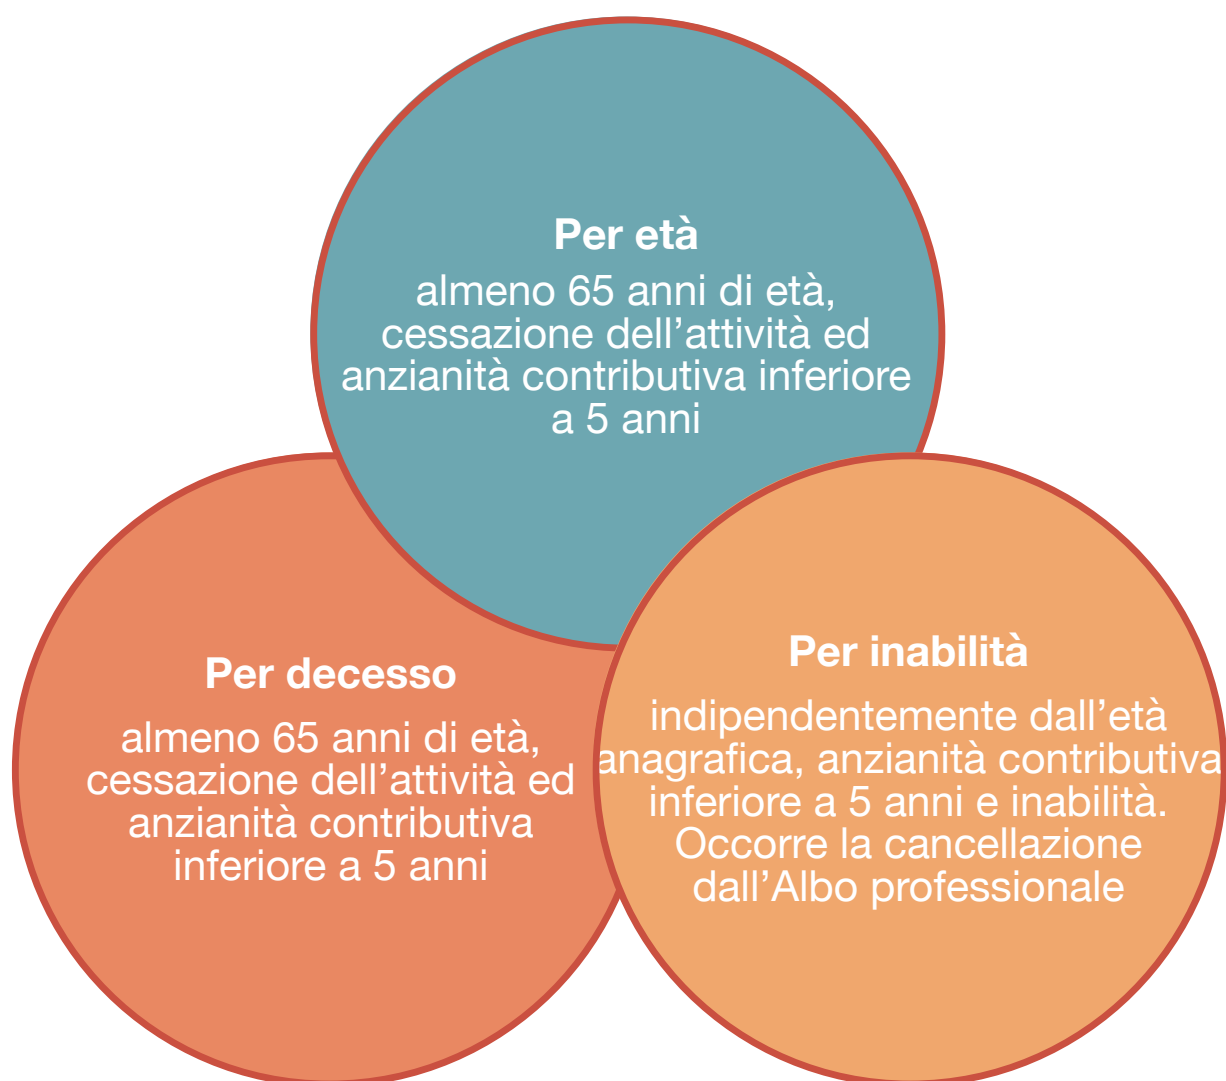 Per età
almeno 65 anni di età,
cessazione dell’attività ed
anzianità contributiva inferiore
a 5 anni
Per decesso
almeno 65 anni di età,
cessazione dell’attività ed
anzianità contributiva
inferiore a 5 anni
Per inabilità
indipendentemente dall’età
anagrafica, anzianità contributiva
inferiore a 5 anni e inabilità.
Occorre la cancellazione
dall’Albo professionale